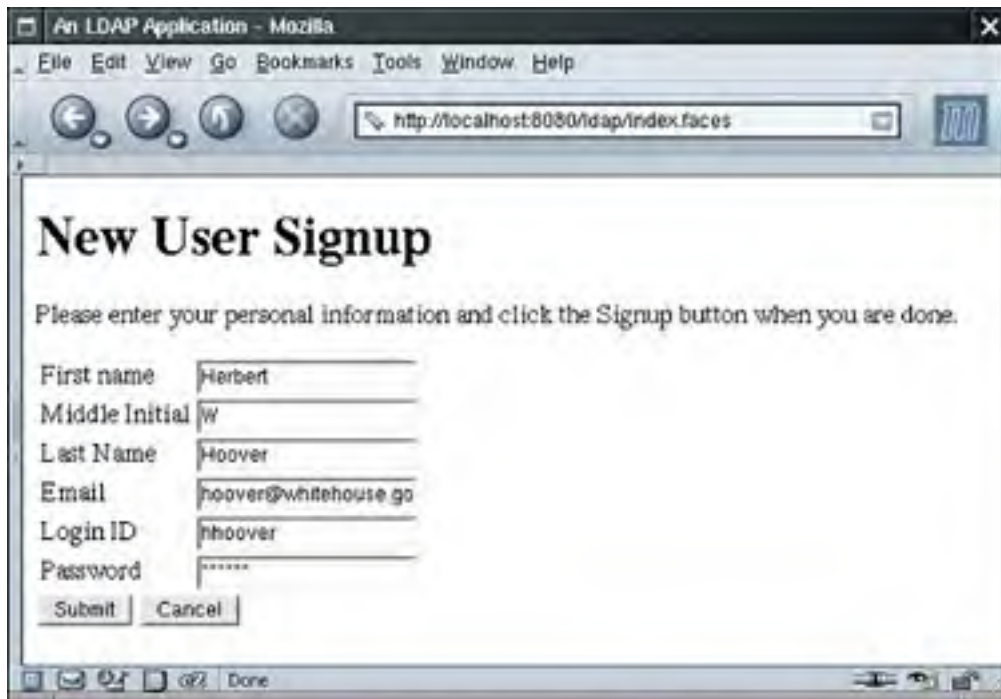 An LDAP Application - Mozilla
File Edit View Go Bookmarks Tools Window Help
http://localhost:8080/ldap/index.faces
New User Signup
Please enter your personal information and click the Signup button when you are done.
First name Herbert
Middle Initial W
Last Name Hoover
Email hoover@whitehouse.go
Login ID hhoover
Password ******
Submit Cancel
Done